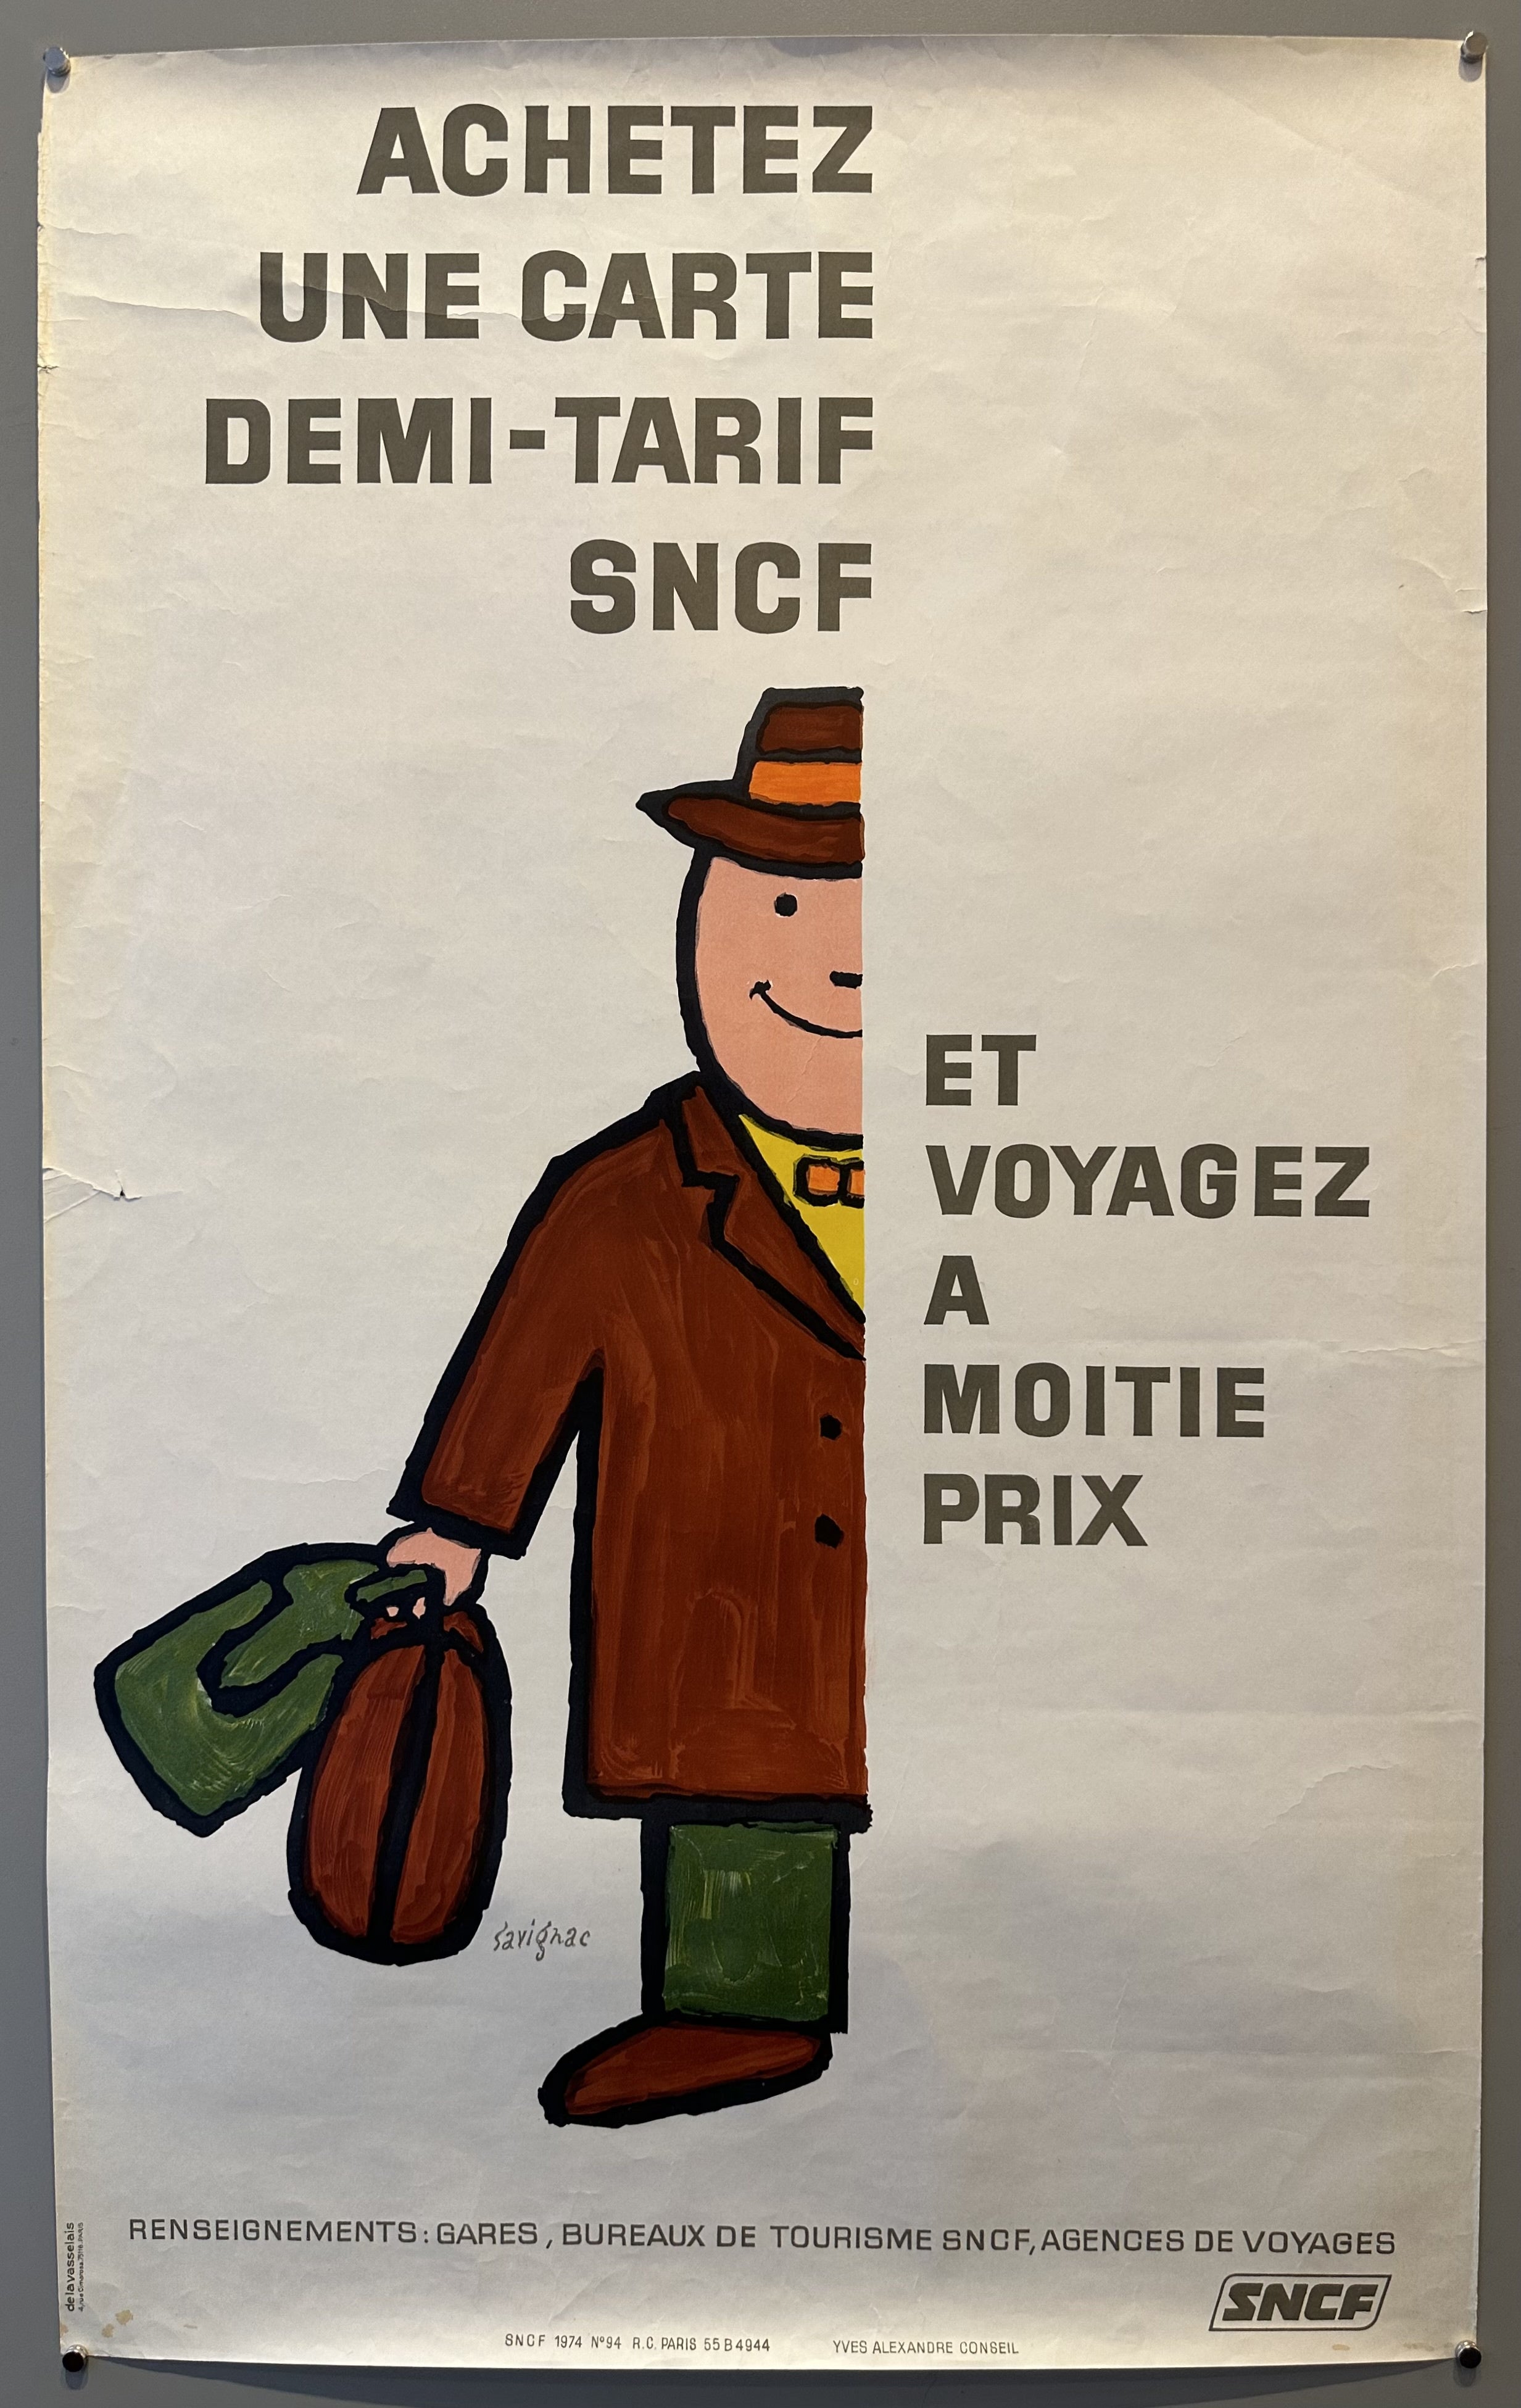 ACHETEZ
UNE CARTE
DEMI-TARIF
SNCF
ET
VOYAGEZ
A
MOITIE
PRIX
Savignac
RENSEIGNEMENTS: GARES, BUREAUX DE TOURISME SNCF, AGENCES DE VOYAGES
SNCF
SNCF 1974 N°94 R.C. PARIS 55 B 4944
YVES ALEXANDRE CONSEIL
delavasselais